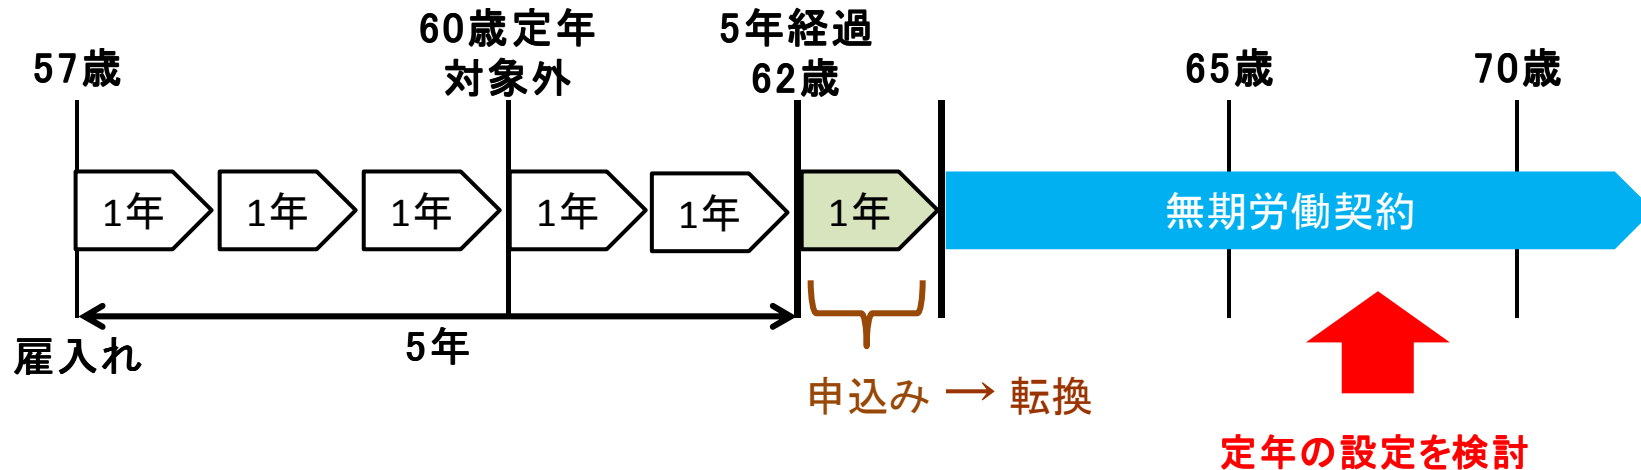 57歳
60歳定年
対象外
5年経過
62歳
65歳
70歳
1年
1年
1年
1年
1年
1年
無期労働契約
雇入れ
5年
申込み → 転換
定年の設定を検討